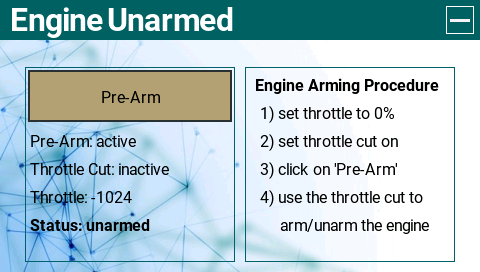 Engine Unarmed
Pre-Arm
Pre-Arm: active
Throttle Cut: inactive
Throttle: -1024
Status: unarmed
Engine Arming Procedure
1) set throttle to 0%
2) set throttle cut on
3) click on 'Pre-Arm'
4) use the throttle cut to
arm/unarm the engine